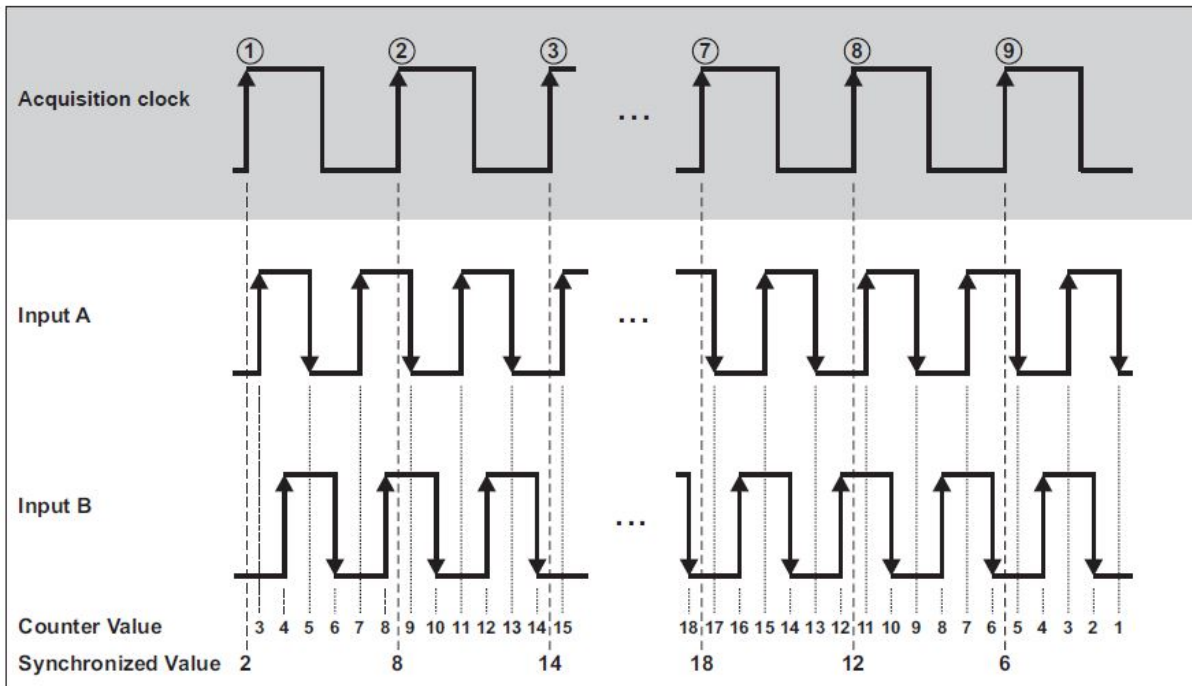 ① ② ③ ⑦ ⑧ ⑨
Acquisition clock
...
Input A
...
Input B
...
Counter Value 3 4 5 6 7 8 9 10 11 12 13 14 15 18 17 16 15 14 13 12 11 10 9 8 7 6 5 4 3 2 1
Synchronized Value 2 8 14 18 12 6